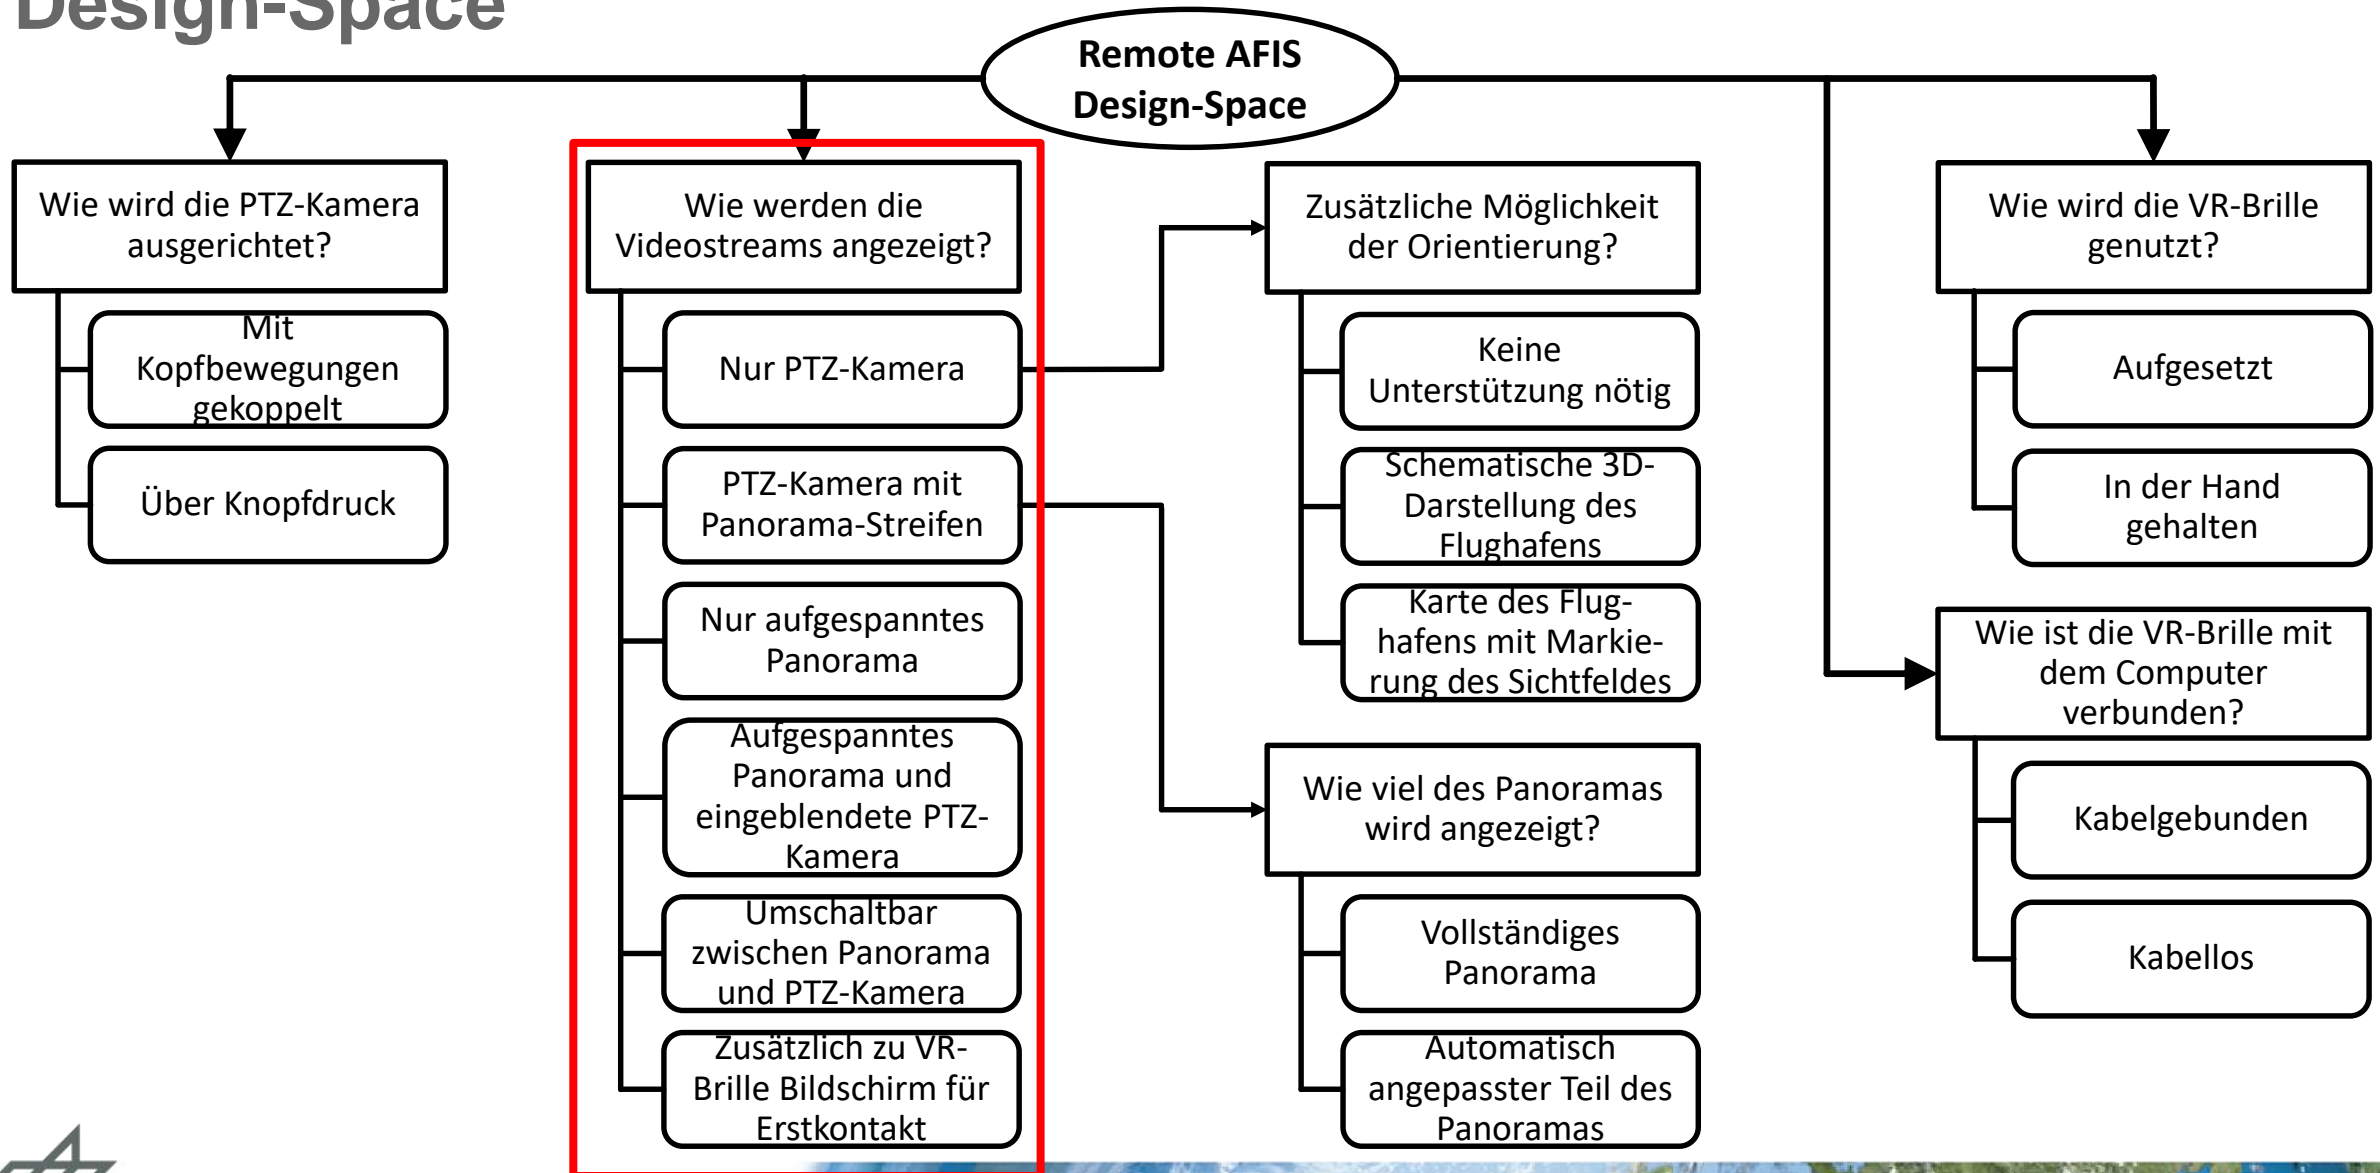 Design-Space
Remote AFIS
Design-Space
Wie wird die PTZ-Kamera
ausgerichtet?
Mit
Kopfbewegungen
gekoppelt
Über Knopfdruck
Wie werden die
Videostreams angezeigt?
Nur PTZ-Kamera
PTZ-Kamera mit
Panorama-Streifen
Nur aufgespanntes
Panorama
Aufgespanntes
Panorama und
eingeblendete PTZ-
Kamera
Umschaltbar
zwischen Panorama
und PTZ-Kamera
Zusätzlich zu VR-
Brille Bildschirm für
Erstkontakt
Zusätzliche Möglichkeit
der Orientierung?
Keine
Unterstützung nötig
Schematische 3D-
Darstellung des
Flughafens
Karte des Flug-
hafens mit Markie-
rung des Sichtfeldes
Wie viel des Panoramas
wird angezeigt?
Vollständiges
Panorama
Automatisch
angepasster Teil des
Panoramas
Wie wird die VR-Brille
genutzt?
Aufgesetzt
In der Hand
gehalten
Wie ist die VR-Brille mit
dem Computer
verbunden?
Kabelgebunden
Kabellos